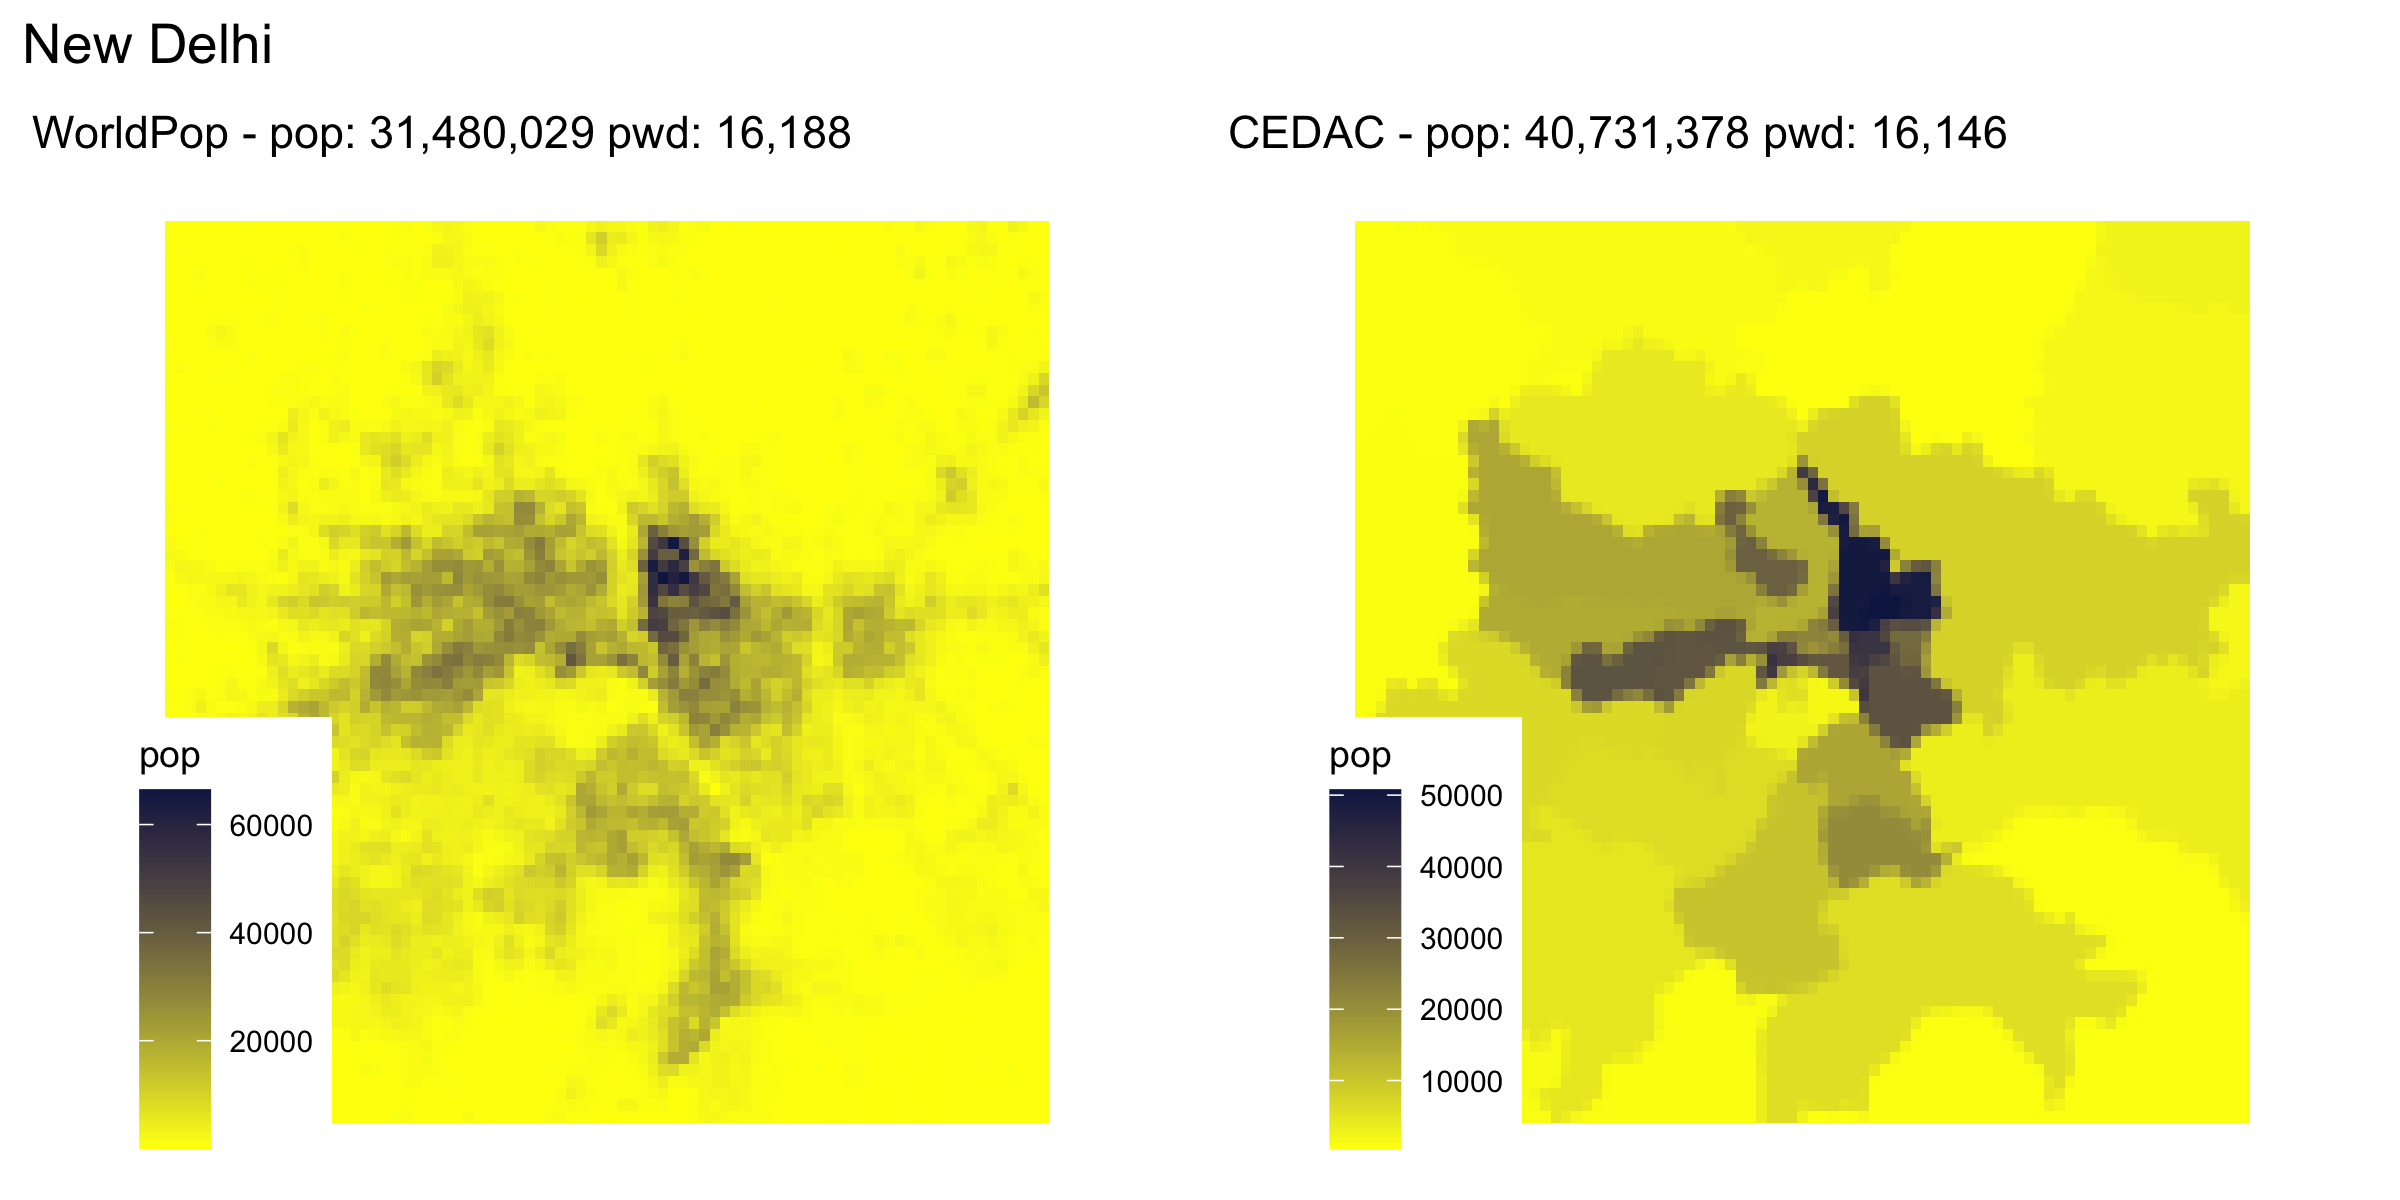 New Delhi
WorldPop - pop: 31,480,029 pwd: 16,188
CEDAC - pop: 40,731,378 pwd: 16,146
pop
60000
40000
20000
pop
50000
40000
30000
20000
10000